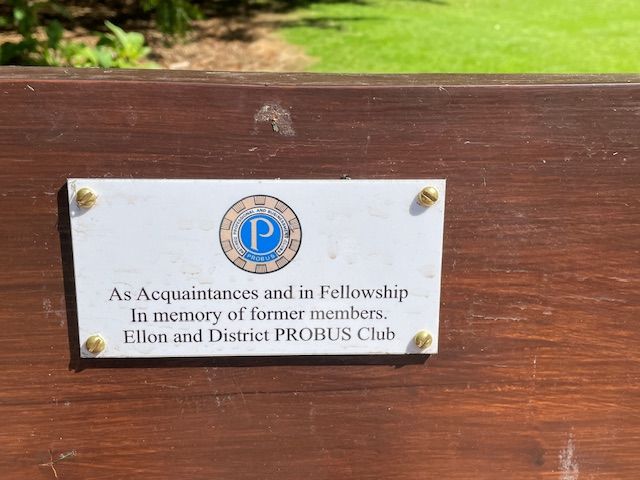 P
PROBUS
As Acquaintances and in Fellowship
In memory of former members.
Ellon and District PROBUS Club